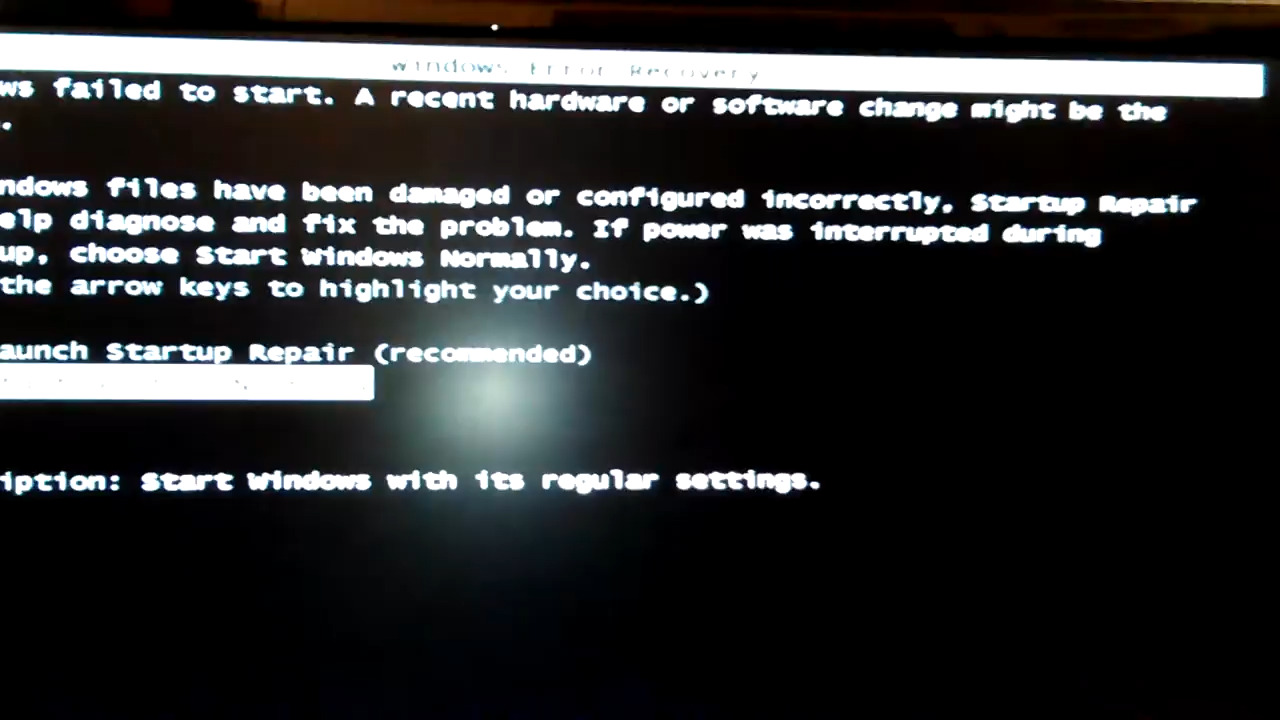 Windows Error Recovery
ws failed to start. A recent hardware or software change might be the
.
ndows files have been damaged or configured incorrectly, Startup Repair
elp diagnose and fix the problem. If power was interrupted during
up, choose Start Windows Normally.
the arrow keys to highlight your choice.)
aunch Startup Repair (recommended)
iption: Start Windows with its regular settings.